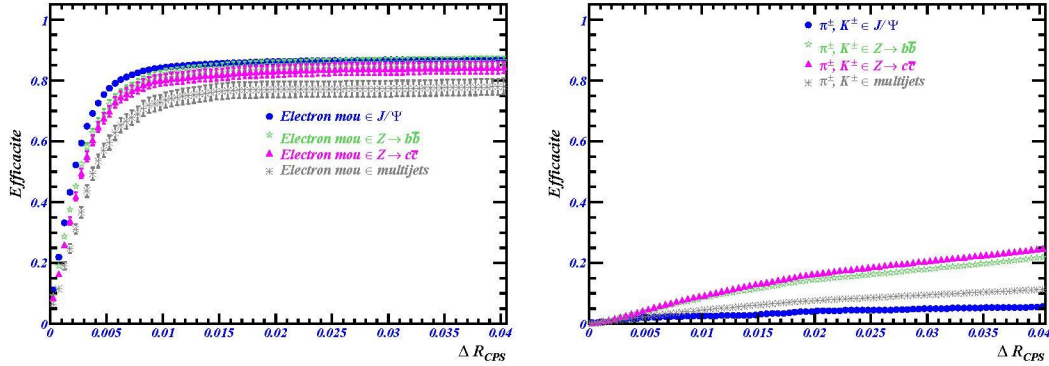 Efficacite
1
0.8
0.6
0.4
0.2
0
Electron mou ∈ J/Ψ
Electron mou ∈ Z → bb̅
Electron mou ∈ Z → cc̅
Electron mou ∈ multijets
0 0.005 0.01 0.015 0.02 0.025 0.03 0.035 0.04
Δ R_CPS
Efficacite
1
0.8
0.6
0.4
0.2
0
π±, K± ∈ J/Ψ
π±, K± ∈ Z → bb̅
π±, K± ∈ Z → cc̅
π±, K± ∈ multijets
0.005 0.01 0.015 0.02 0.025 0.03 0.035 0.04
Δ R_CPS